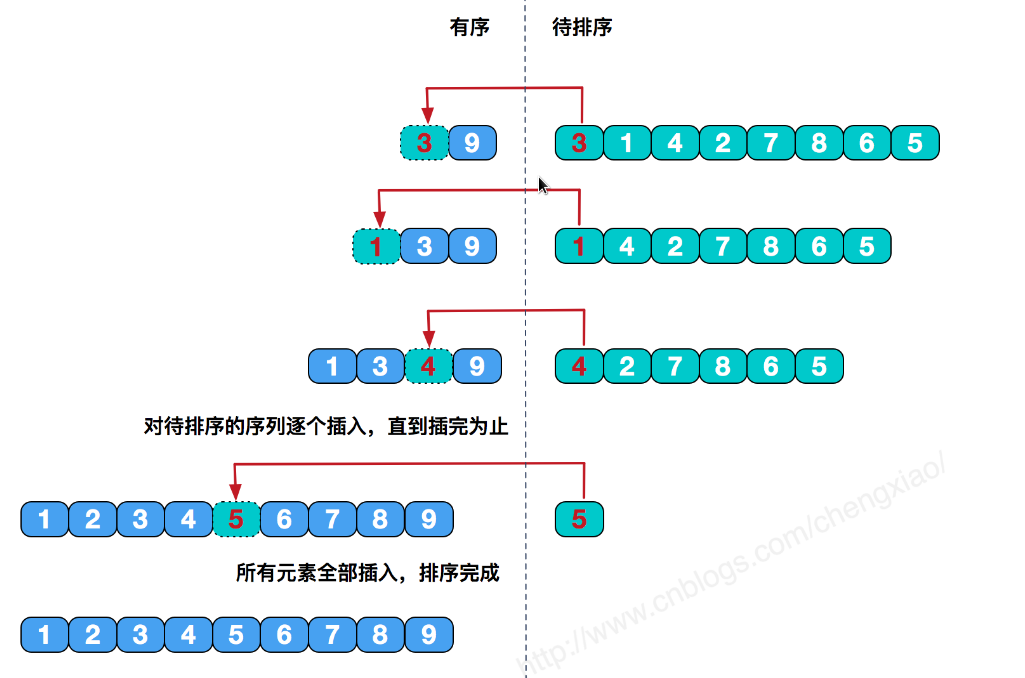 有序 待排序
3 9 3 1 4 2 7 8 6 5
1 3 9 1 4 2 7 8 6 5
1 3 4 9 4 2 7 8 6 5
对待排序的序列逐个插入，直到插完为止
1 2 3 4 5 6 7 8 9 5
所有元素全部插入，排序完成
1 2 3 4 5 6 7 8 9
http://www.cnblogs.com/chengxiao/